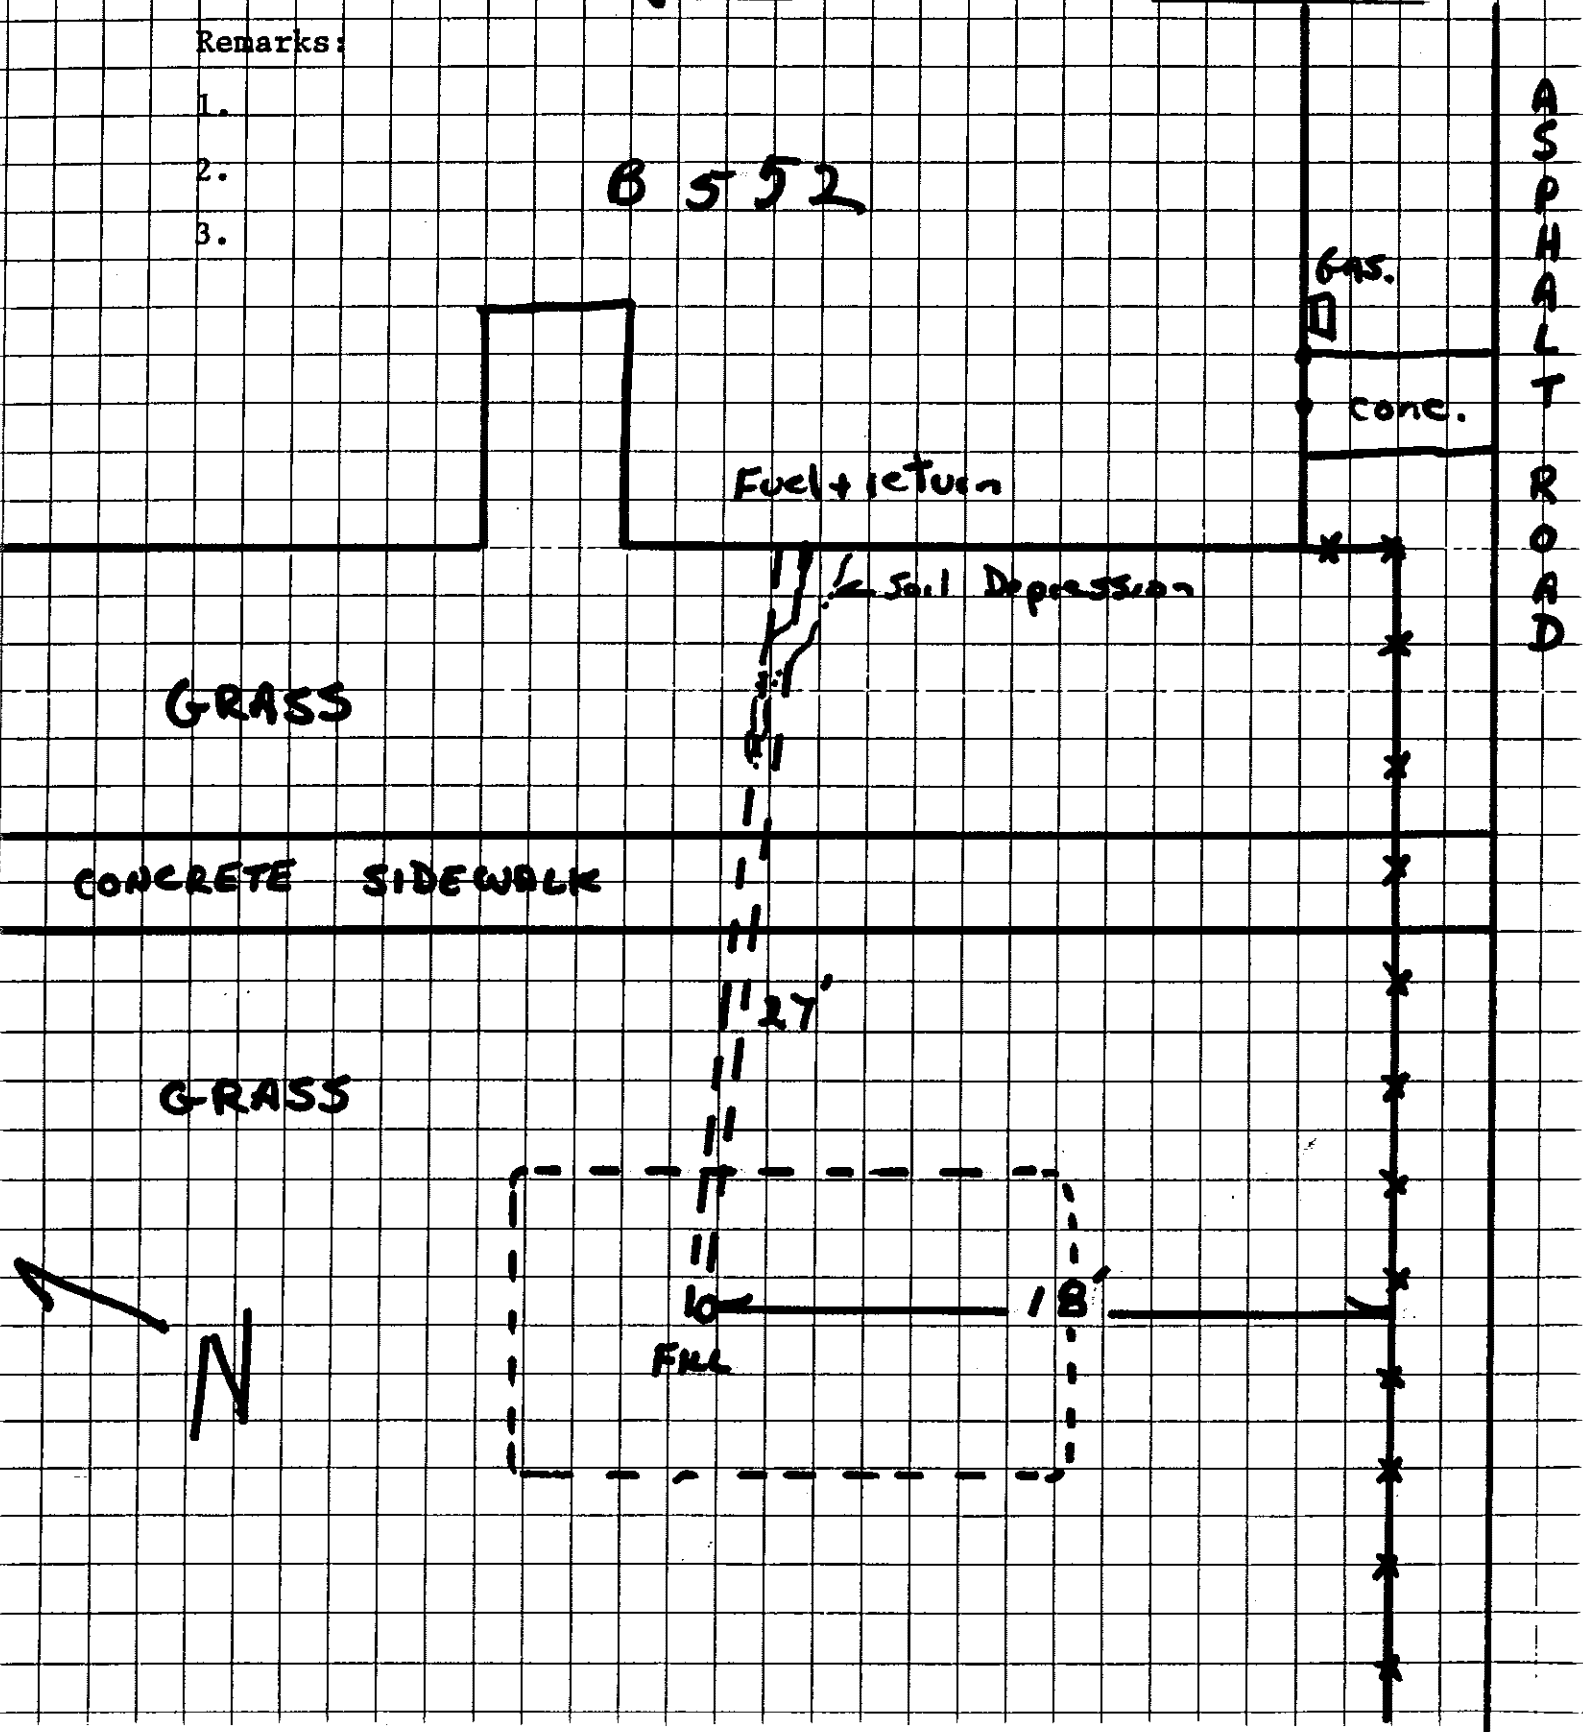 Remarks:
1.
2.
3.
B 552
Gas.
conc.
ASPHALT ROAD
Fuel + return
Soil Depression
GRASS
CONCRETE SIDEWALK
27'
GRASS
18'
FILL
N